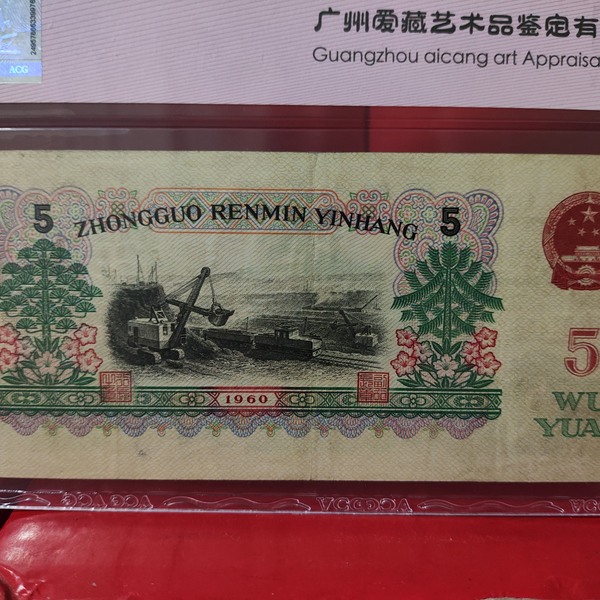 广州爱藏艺术品鉴定有
Guangzhou aicang art Appraisa
ACG
5 ZHONGGUO RENMIN YINHANG 5
1960
5
WU
YUA